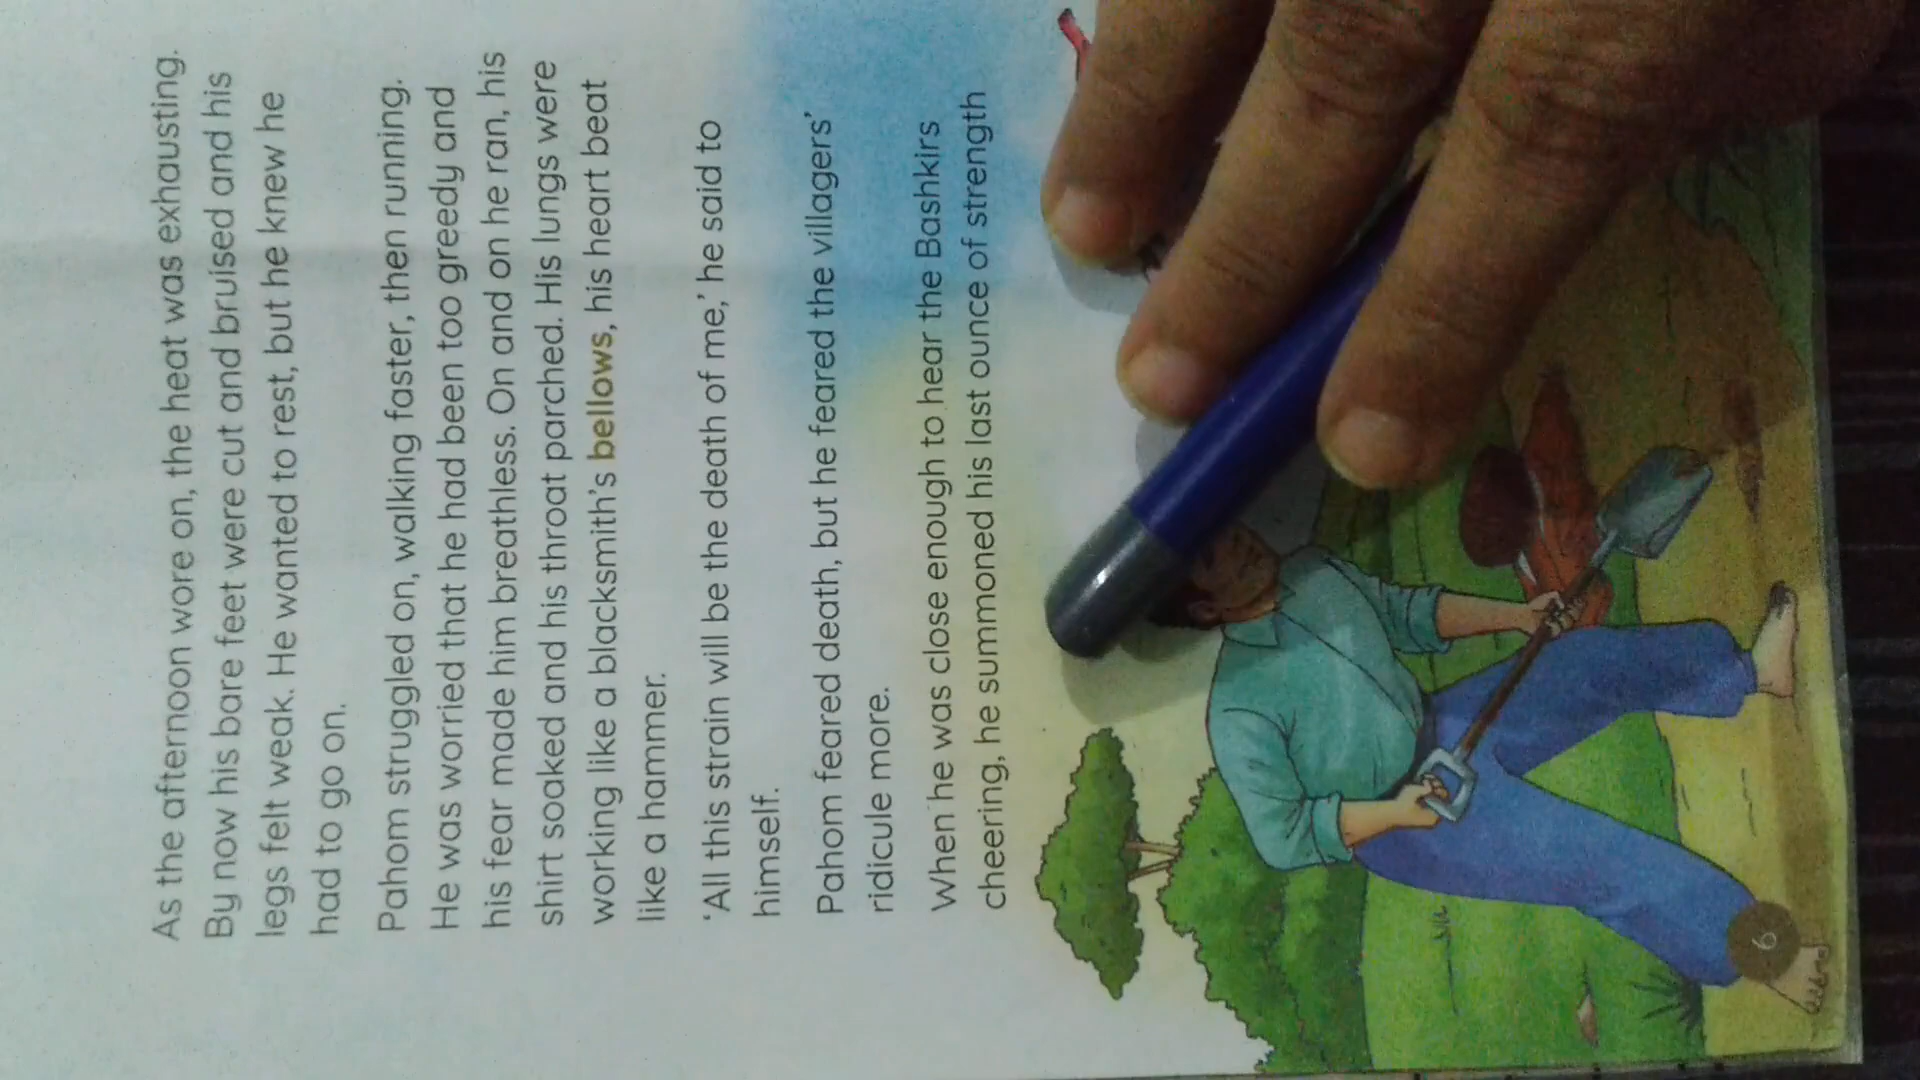 As the afternoon wore on, the heat was exhausting.
By now his bare feet were cut and bruised and his
legs felt weak. He wanted to rest, but he knew he
had to go on.
Pahom struggled on, walking faster, then running.
He was worried that he had been too greedy and
his fear made him breathless. On and on he ran, his
shirt soaked and his throat parched. His lungs were
working like a blacksmith's bellows, his heart beat
like a hammer.
'All this strain will be the death of me,' he said to
himself.
Pahom feared death, but he feared the villagers'
ridicule more.
When he was close enough to hear the Bashkirs
cheering, he summoned his last ounce of strength
6